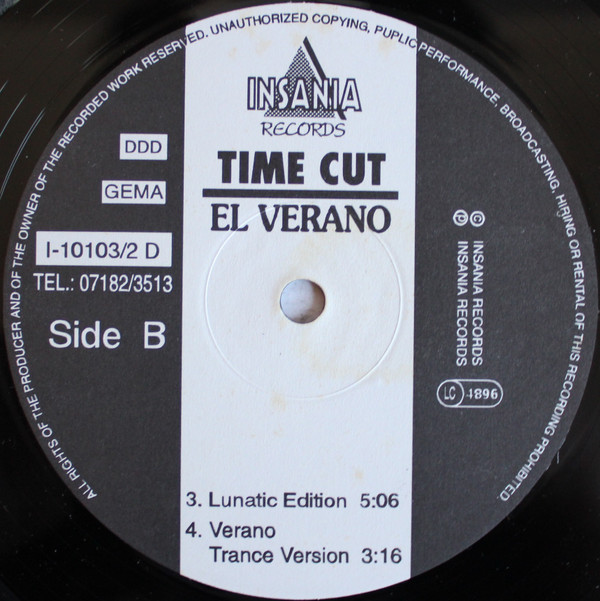 ALL RIGHTS OF THE PRODUCER AND OF THE OWNER OF THE RECORDED WORK RESERVED. UNAUTHORIZED COPYING, PUPLIC PERFORMANCE, BROADCASTING, HIRING OR RENTAL OF THIS RECORDING PROHIBITED.
INSANIA
RECORDS
TIME CUT
EL VERANO
DDD
GEMA
I-10103/2 D
TEL.: 07182/3513
Side B
© INSANIA RECORDS
℗ INSANIA RECORDS
LC 4896
3. Lunatic Edition 5:06
4. Verano
Trance Version 3:16